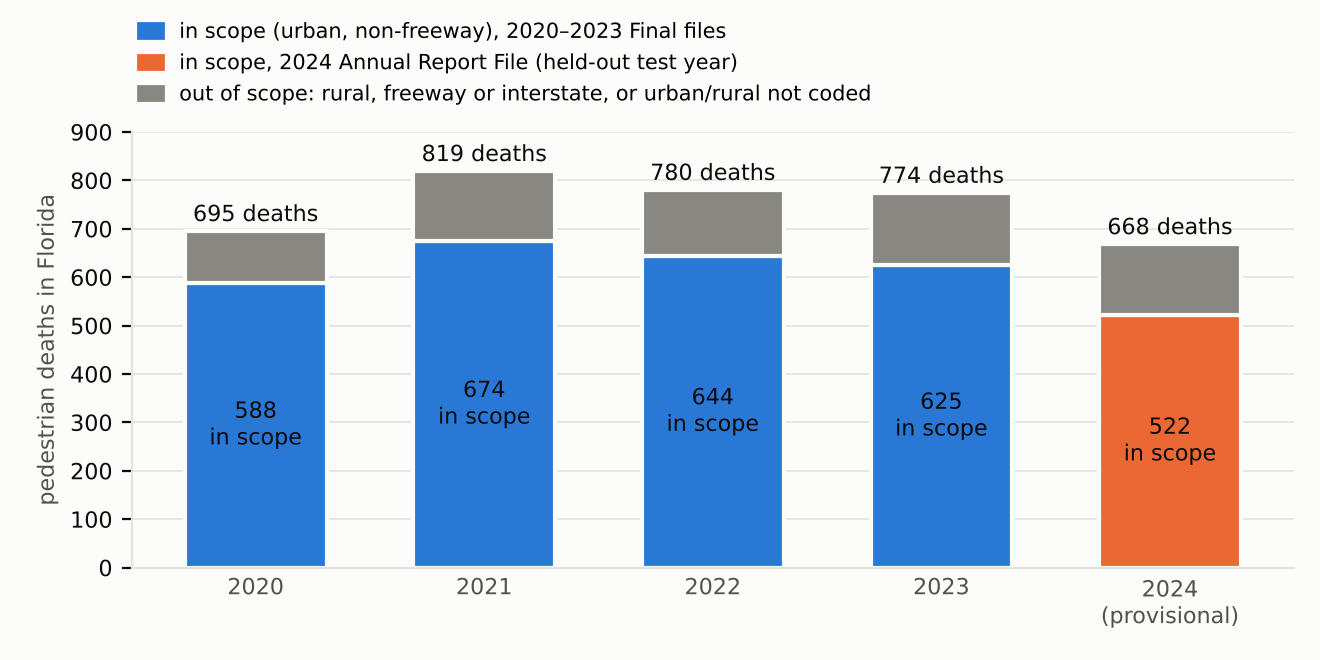 in scope (urban, non-freeway), 2020–2023 Final files
in scope, 2024 Annual Report File (held-out test year)
out of scope: rural, freeway or interstate, or urban/rural not coded
pedestrian deaths in Florida
900
800
700
600
500
400
300
200
100
0
695 deaths
819 deaths
780 deaths
774 deaths
668 deaths
588
in scope
674
in scope
644
in scope
625
in scope
522
in scope
2020
2021
2022
2023
2024
(provisional)